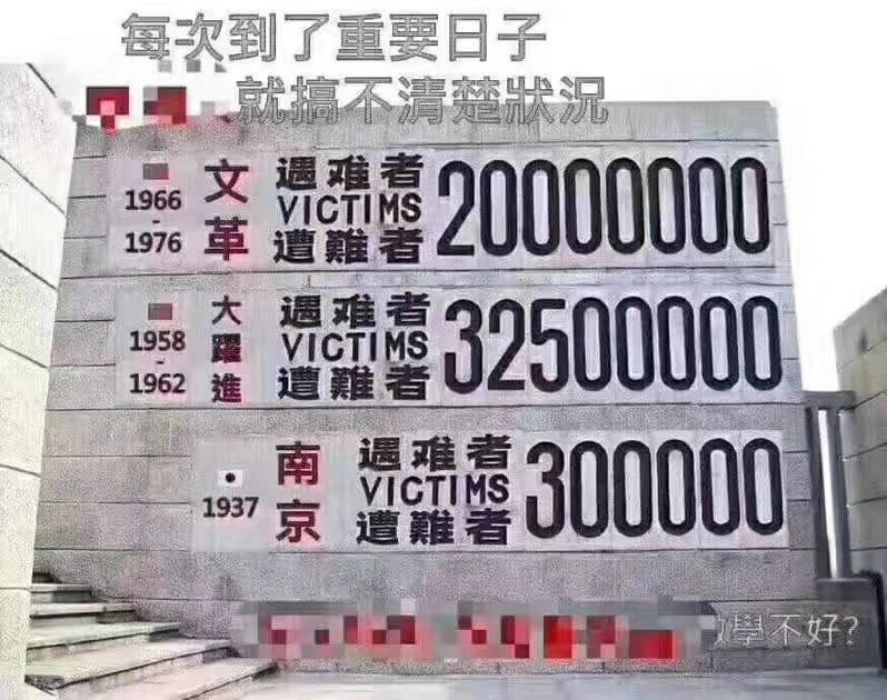 每次到了重要日子
就搞不清楚狀況
1966
-
1976
文革
遇难者
VICTIMS
遭難者
20000000
1958
-
1962
大躍進
遇难者
VICTIMS
遭難者
32500000
1937
南京
遇难者
VICTIMS
遭難者
300000
學不好?